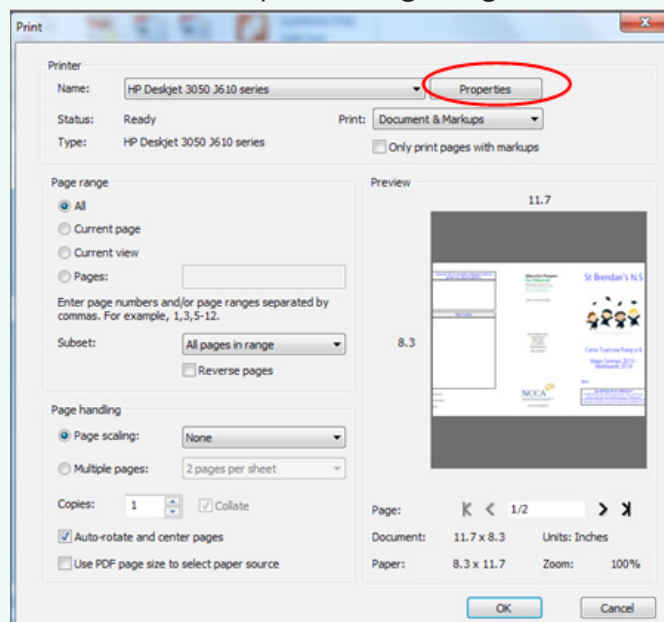 Print
Printer
Name: HP Deskjet 3050 J610 series Properties
Status: Ready Print: Document & Markups
Type: HP Deskjet 3050 J610 series Only print pages with markups
Page range
All
Current page
Current view
Pages:
Enter page numbers and/or page ranges separated by
commas. For example, 1,3,5-12.
Subset: All pages in range
Reverse pages
Page handling
Page scaling: None
Multiple pages: 2 pages per sheet
Copies: 1 Collate
Auto-rotate and center pages
Use PDF page size to select paper source
Preview
11.7
8.3
St Brendan's N.S
NCCA
Page: 1/2
Document: 11.7 x 8.3 Units: Inches
Paper: 8.3 x 11.7 Zoom: 100%
OK Cancel